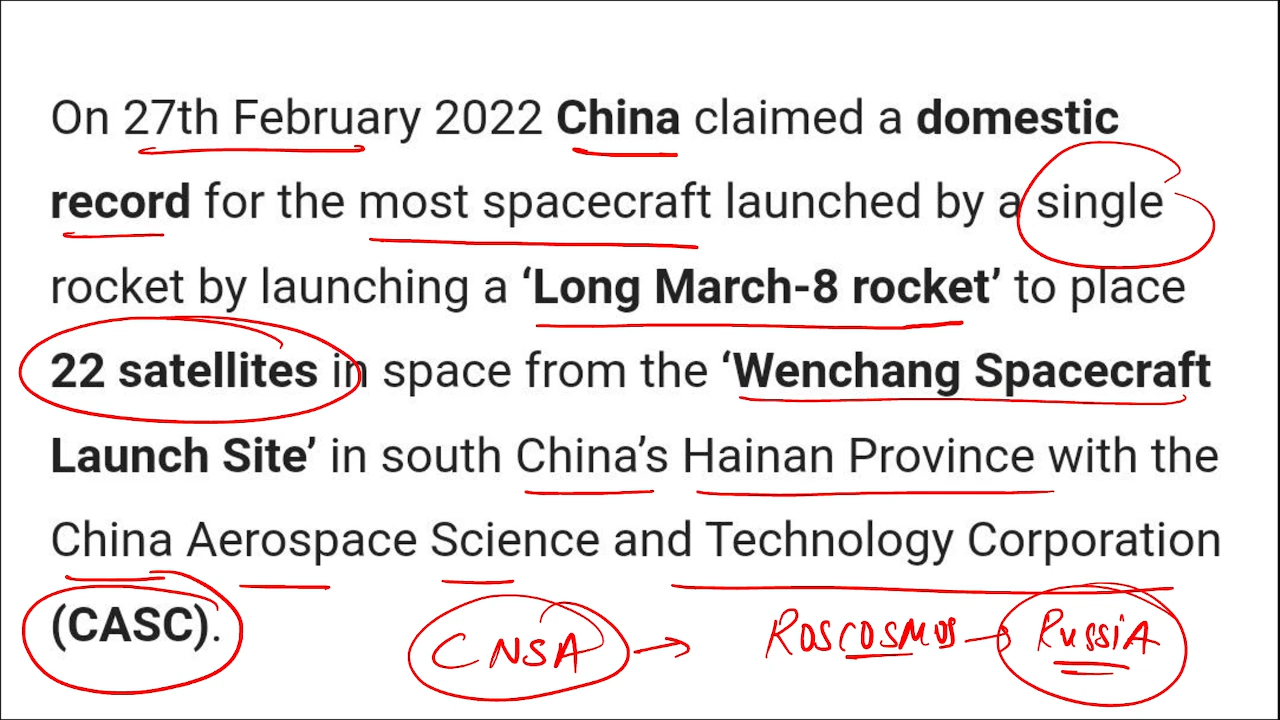 On 27th February 2022 China claimed a domestic
record for the most spacecraft launched by a single
rocket by launching a ‘Long March-8 rocket’ to place
22 satellites in space from the ‘Wenchang Spacecraft
Launch Site’ in south China’s Hainan Province with the
China Aerospace Science and Technology Corporation
(CASC).
CNSA → ROSCOSMOS → RUSSIA